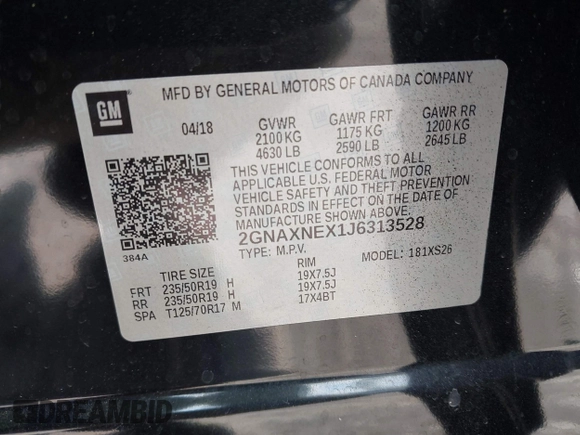 MFD BY GENERAL MOTORS OF CANADA COMPANY
GM
04/18 GVWR GAWR FRT GAWR RR
2100 KG 1175 KG 1200 KG
4630 LB 2590 LB 2645 LB
THIS VEHICLE CONFORMS TO ALL
APPLICABLE U.S. FEDERAL MOTOR
VEHICLE SAFETY AND THEFT PREVENTION
STANDARDS IN EFFECT ON THE DATE OF
MANUFACTURE SHOWN ABOVE.
2GNAXNEX1J6313528
384A TYPE: M.P.V. MODEL: 181XS26
TIRE SIZE RIM
FRT 235/50R19 H 19X7.5J
RR 235/50R19 H 19X7.5J
SPA T125/70R17 M 17X4BT
DREAMBID